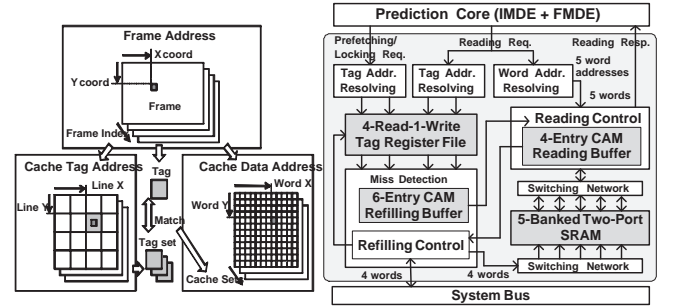 Frame Address
X coord
Y coord
Frame
Frame Index
Cache Tag Address
Line X
Line Y
Tag
Match
Tag set
Cache Data Address
Word X
Word Y
Cache Set
Prediction Core (IMDE + FMDE)
Prefetching/
Locking Req.
Reading Req.
Reading Resp.
Tag Addr.
Resolving
Tag Addr.
Resolving
Word Addr.
Resolving
5 word
addresses
5 words
4-Read-1-Write
Tag Register File
Reading Control
4-Entry CAM
Reading Buffer
Miss Detection
6-Entry CAM
Refilling Buffer
Refilling Control
Switching Network
5-Banked Two-Port
SRAM
Switching Network
4 words
4 words
System Bus